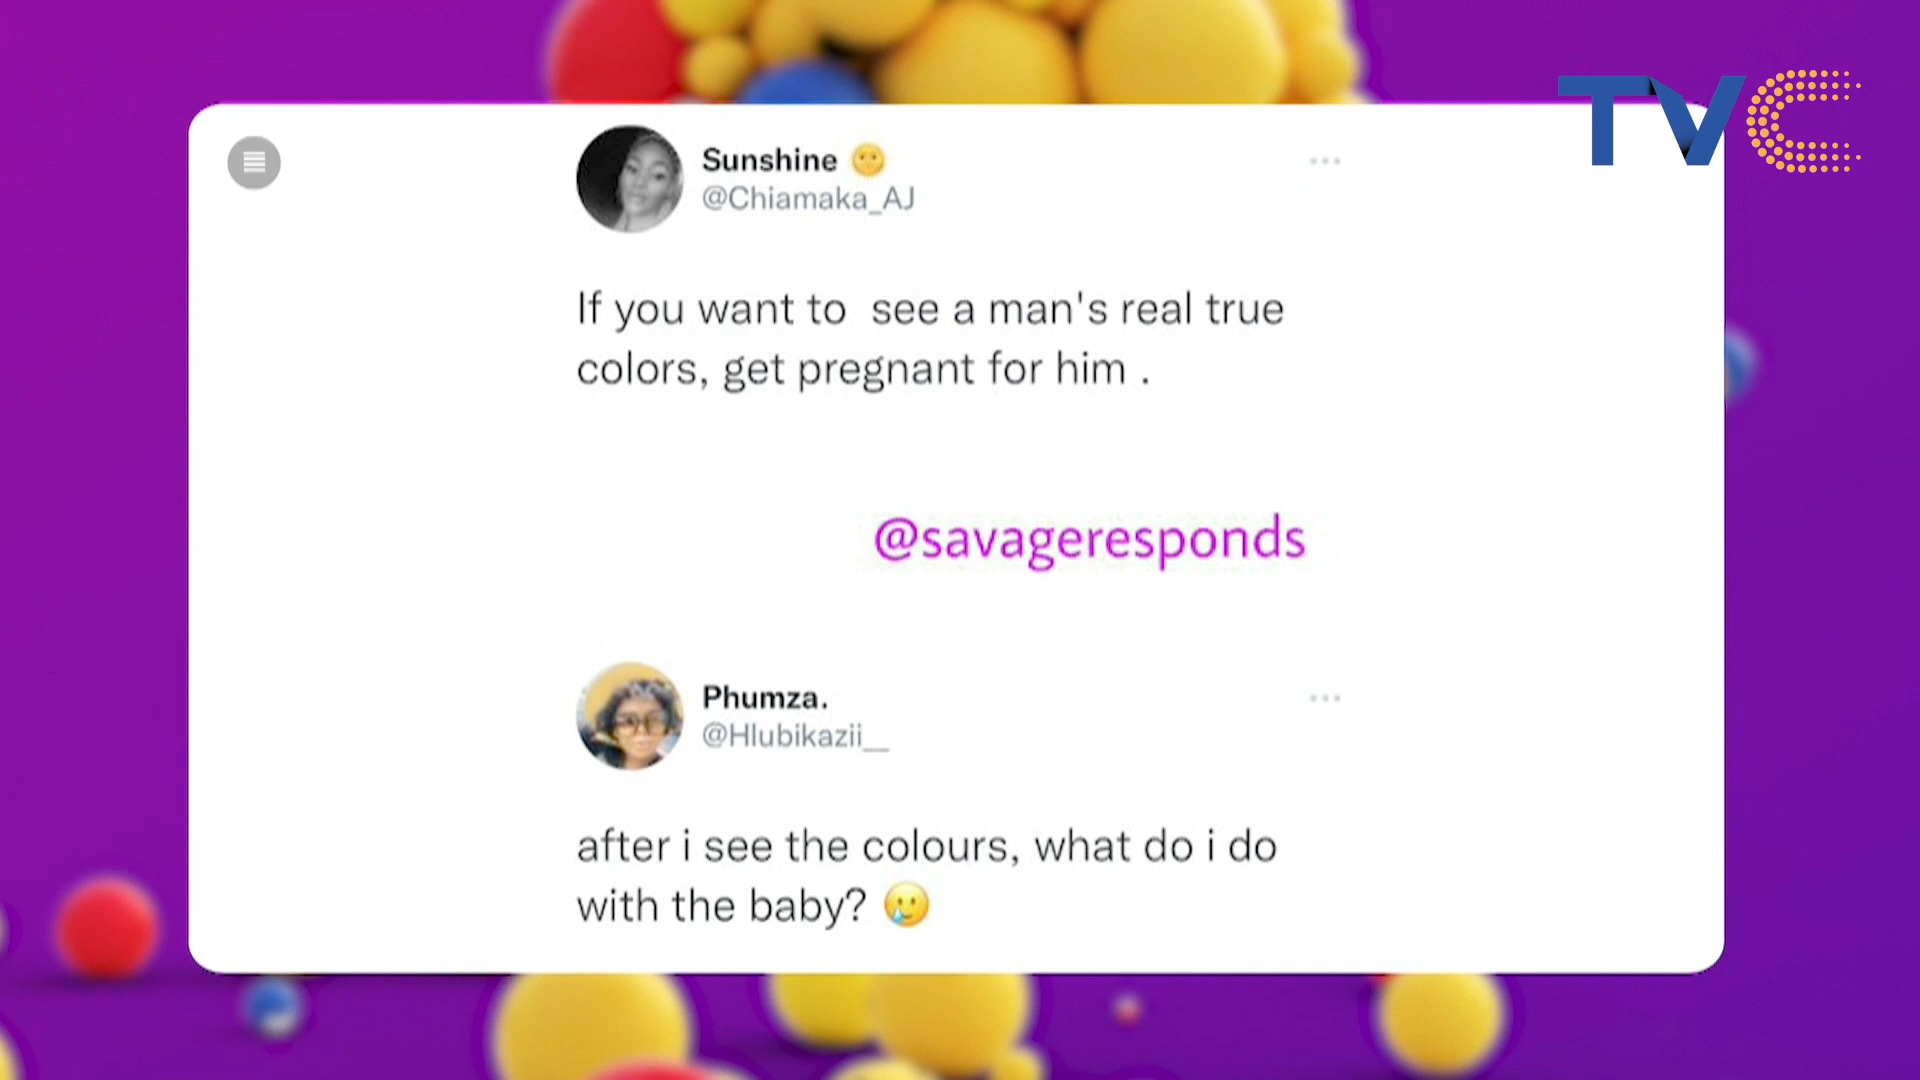 TVC
Sunshine 🤫
@Chiamaka_AJ
If you want to  see a man's real true
colors, get pregnant for him .
@savageresponds
Phumza.
@Hlubikazii__
after i see the colours, what do i do
with the baby? 🥲